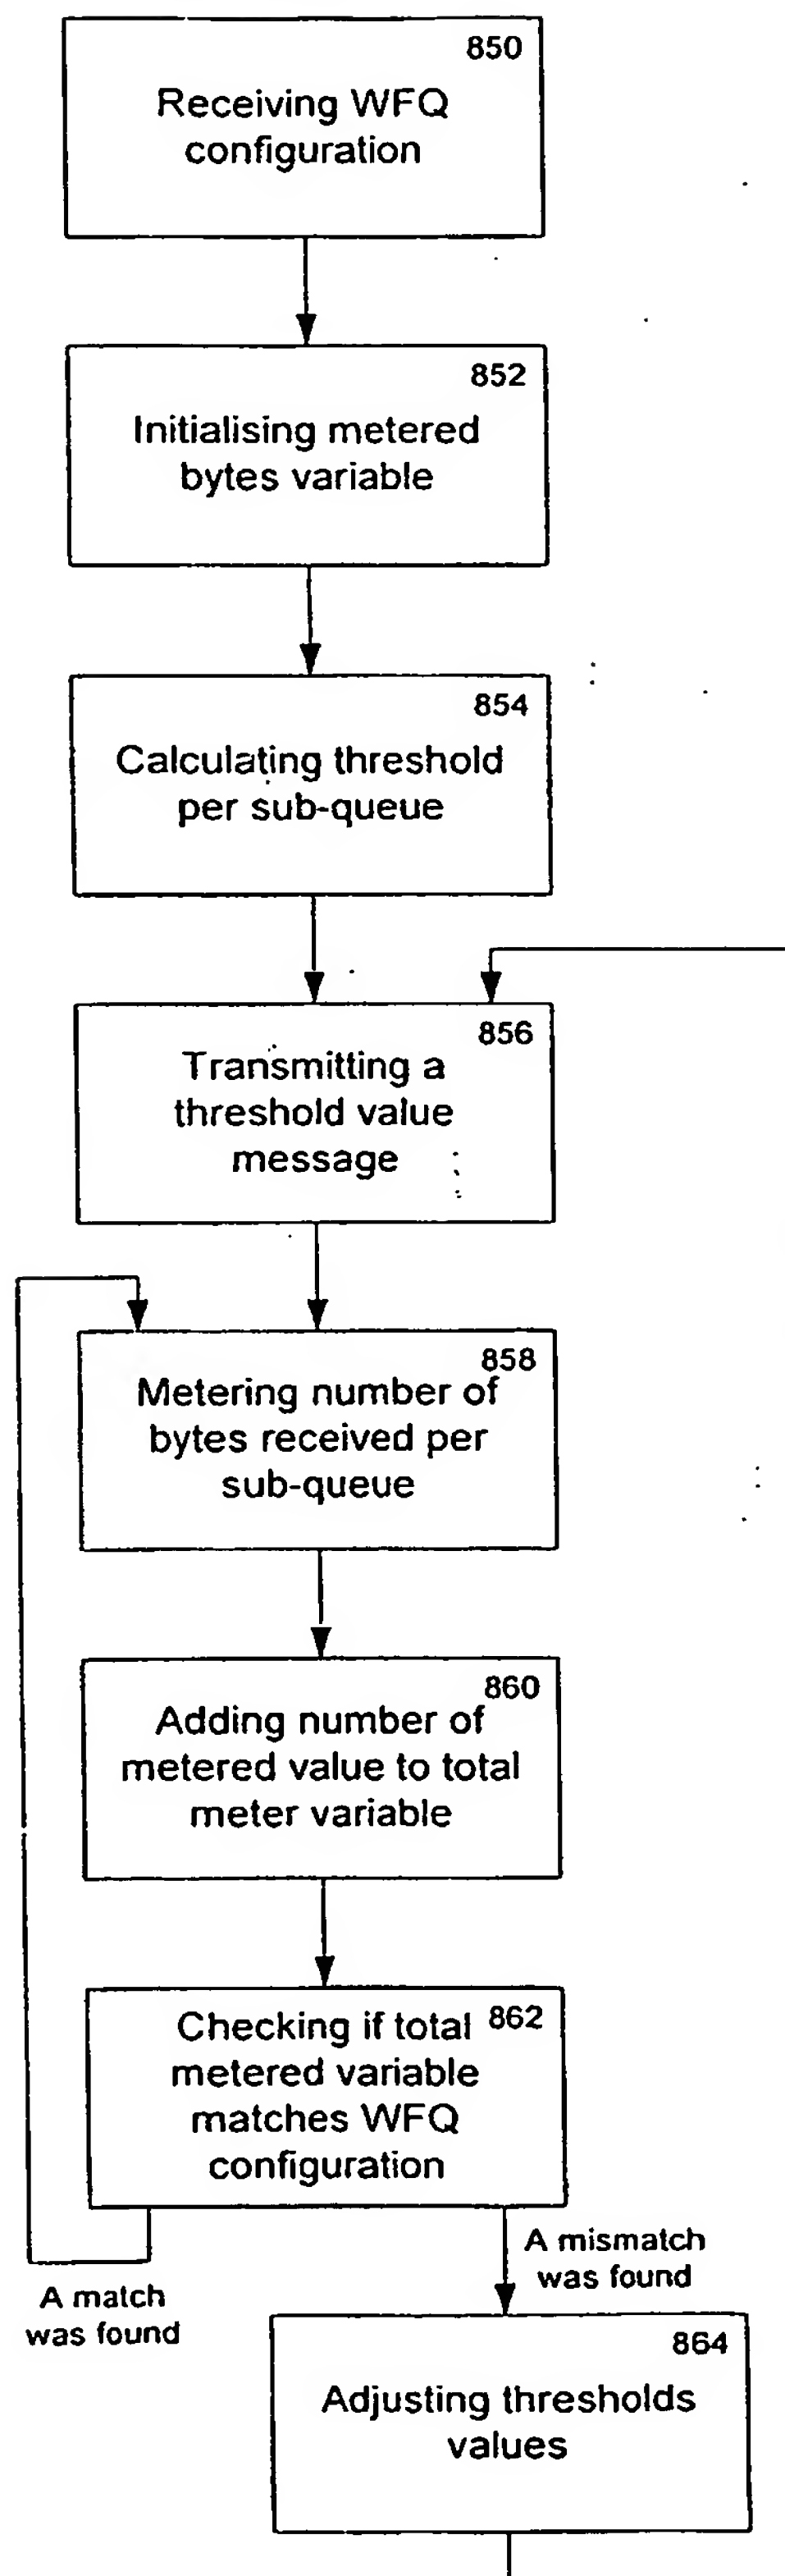 850
Receiving WFQ
configuration
852
Initialising metered
bytes variable
854
Calculating threshold
per sub-queue
856
Transmitting a
threshold value
message
858
Metering number of
bytes received per
sub-queue
860
Adding number of
metered value to total
meter variable
862
Checking if total
metered variable
matches WFQ
configuration
A mismatch
was found
A match
was found
864
Adjusting thresholds
values